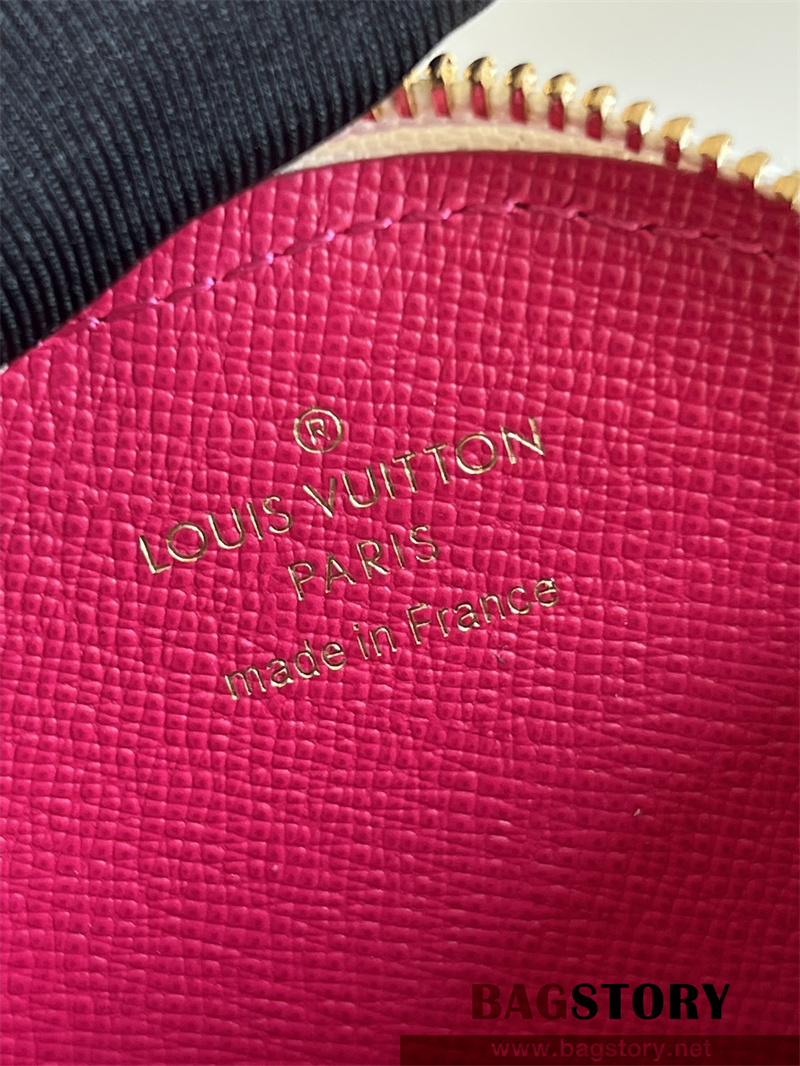 ®
LOUIS VUITTON
PARIS
made in France
BAGSTORY
www.bagstory.net